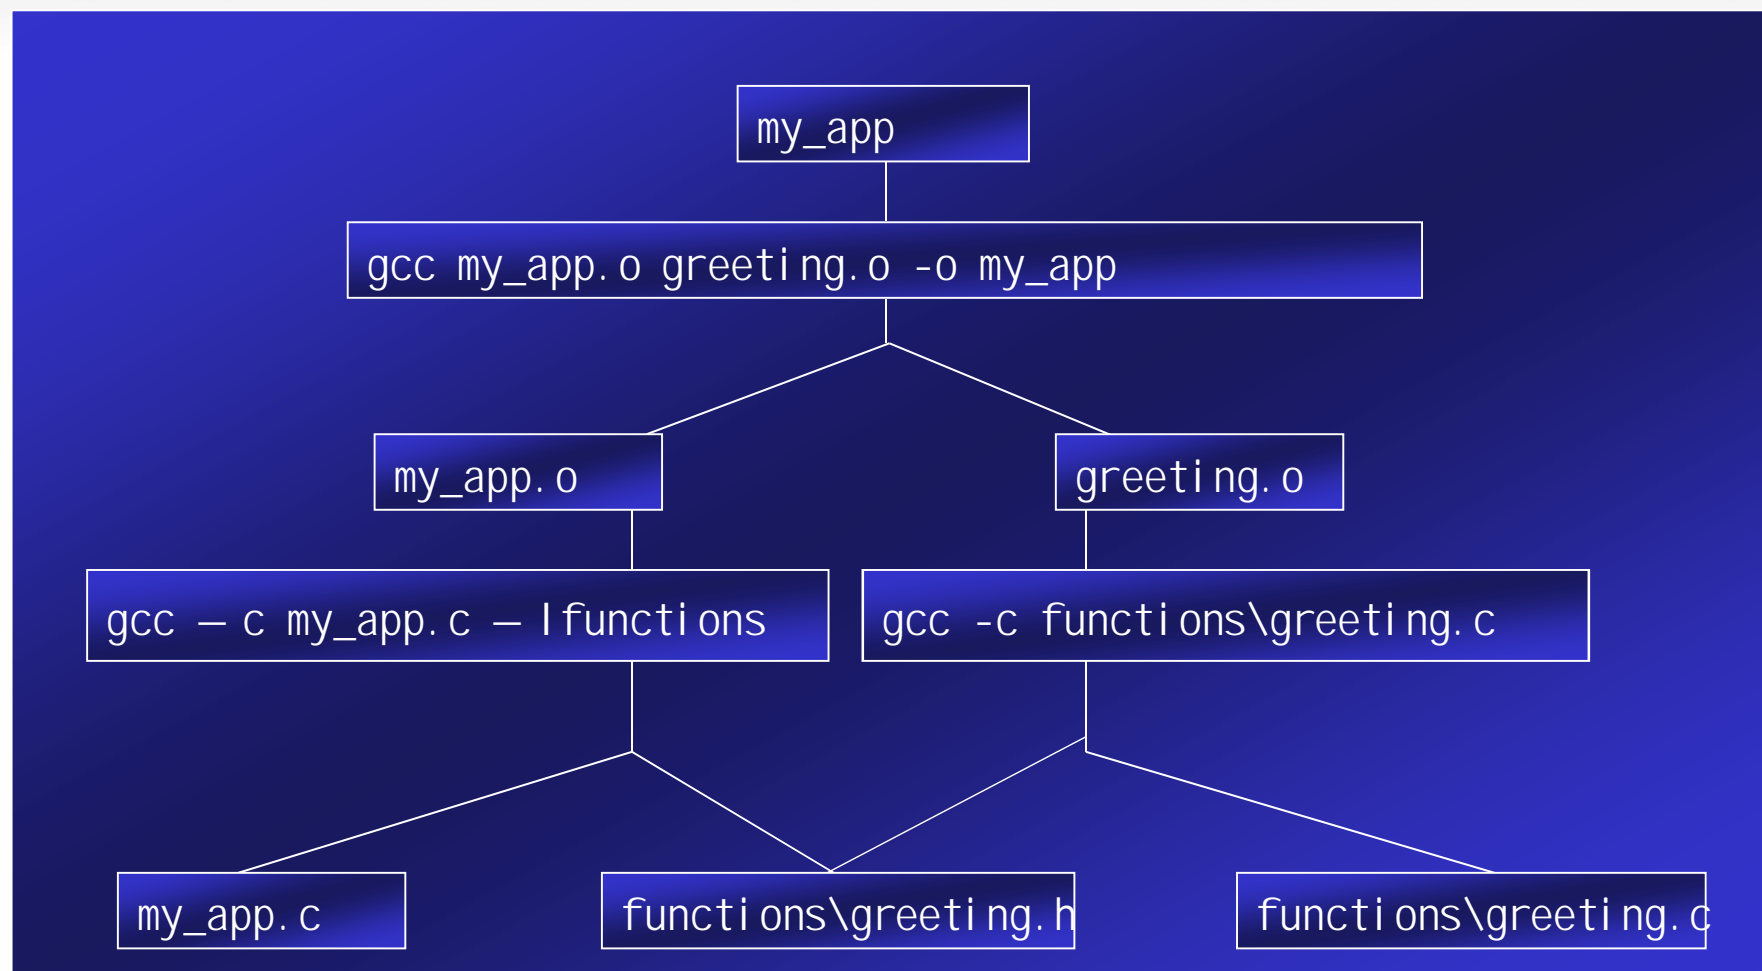 my_app
gcc my_app.o greeting.o -o my_app
my_app.o
greeting.o
gcc – c my_app.c – Ifunctions
gcc -c functions\greeting.c
my_app.c
functions\greeting.h
functions\greeting.c